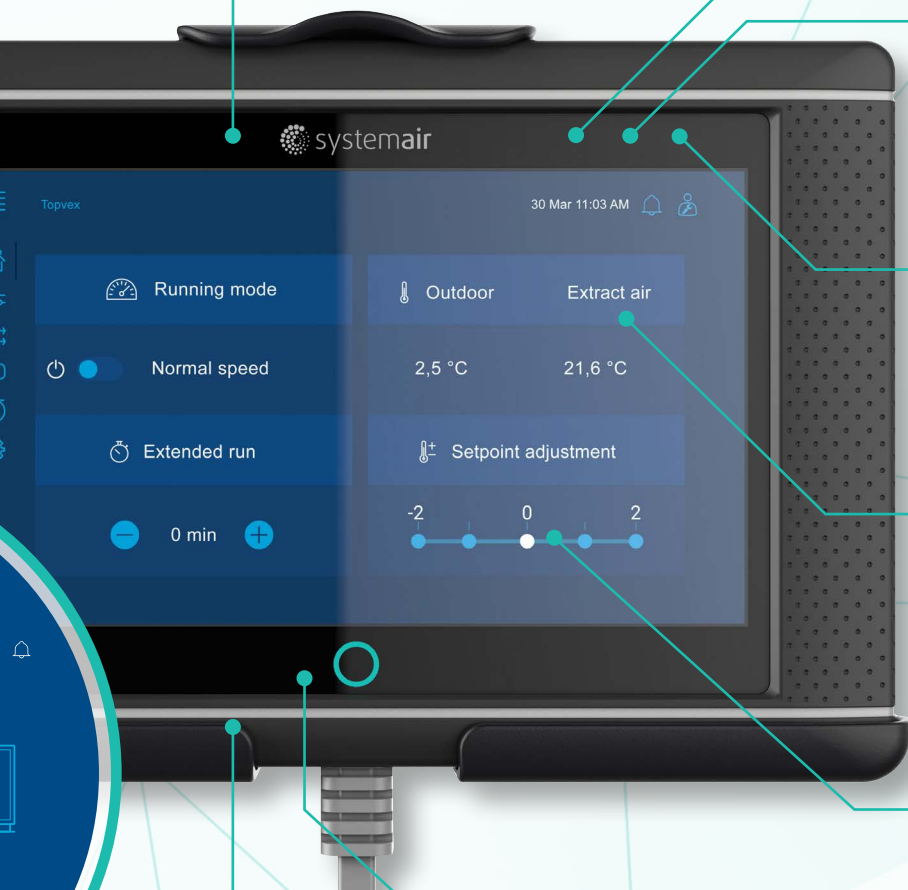 systemair
Topvex
30 Mar 11:03 AM
Running mode
Outdoor Extract air
Normal speed
2,5 °C 21,6 °C
Extended run
Setpoint adjustment
-2 0 2
0 min